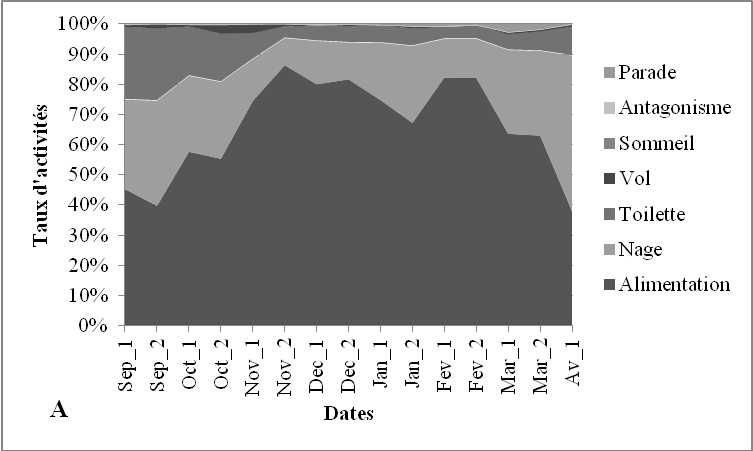 Taux d'activités
100%
90%
80%
70%
60%
50%
40%
30%
20%
10%
0%
Sep_1
Sep_2
Oct_1
Oct_2
Nov_1
Nov_2
Dec_1
Dec_2
Jan_1
Jan_2
Fev_1
Fev_2
Mar_1
Mar_2
Av_1
Dates
A
Parade
Antagonisme
Sommeil
Vol
Toilette
Nage
Alimentation